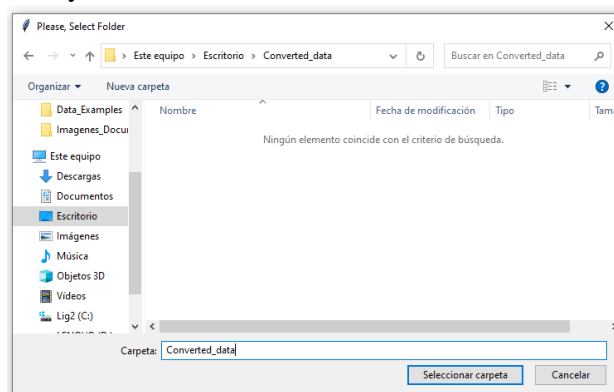 Please, Select Folder
Este equipo > Escritorio > Converted_data
Buscar en Converted_data
Organizar
Nueva carpeta
Data_Examples
Imagenes_Docu
Este equipo
Descargas
Documentos
Escritorio
Imágenes
Música
Objetos 3D
Vídeos
Lig2 (C:)
Nombre
Fecha de modificación
Tipo
Tam
Ningún elemento coincide con el criterio de búsqueda.
Carpeta: Converted_data
Seleccionar carpeta
Cancelar